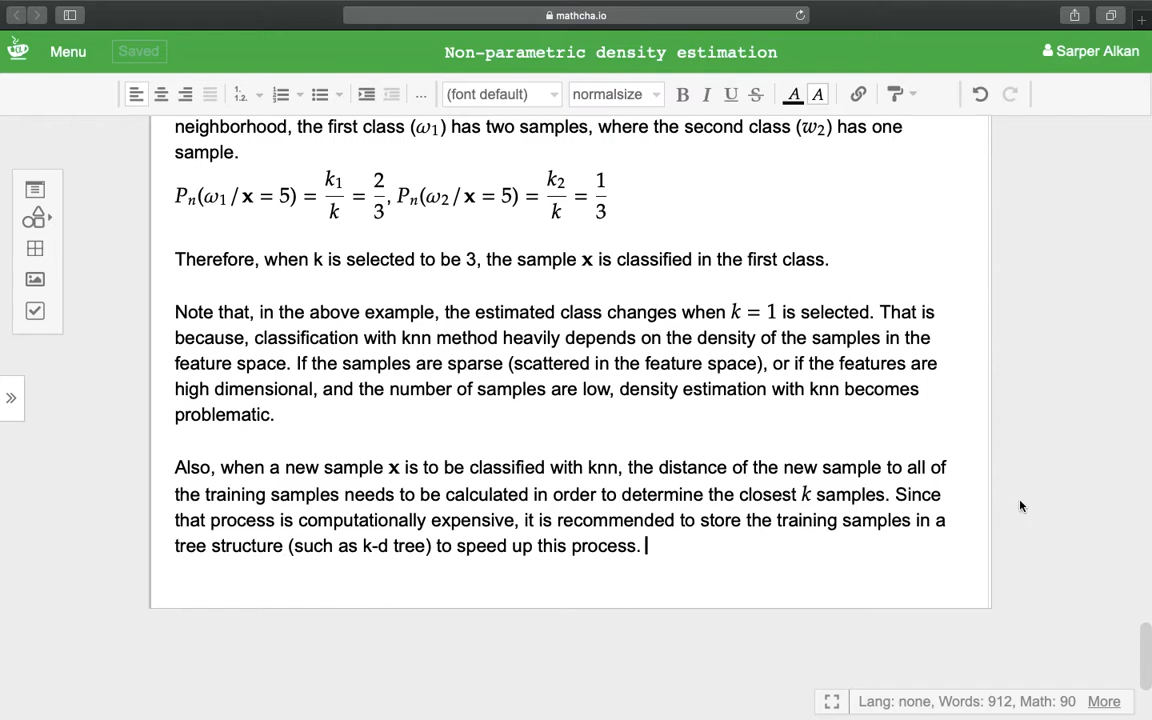 mathcha.io
Menu
Saved
Non-parametric density estimation
Sarper Alkan
(font default)
normalsize
B I U S A A
neighborhood, the first class (ω₁) has two samples, where the second class (w₂) has one
sample.
Pₙ(ω₁/x = 5) = k₁/k = 2/3, Pₙ(ω₂/x = 5) = k₂/k = 1/3
Therefore, when k is selected to be 3, the sample x is classified in the first class.
Note that, in the above example, the estimated class changes when k = 1 is selected. That is
because, classification with knn method heavily depends on the density of the samples in the
feature space. If the samples are sparse (scattered in the feature space), or if the features are
high dimensional, and the number of samples are low, density estimation with knn becomes
problematic.
Also, when a new sample x is to be classified with knn, the distance of the new sample to all of
the training samples needs to be calculated in order to determine the closest k samples. Since
that process is computationally expensive, it is recommended to store the training samples in a
tree structure (such as k-d tree) to speed up this process.
Lang: none, Words: 912, Math: 90 More